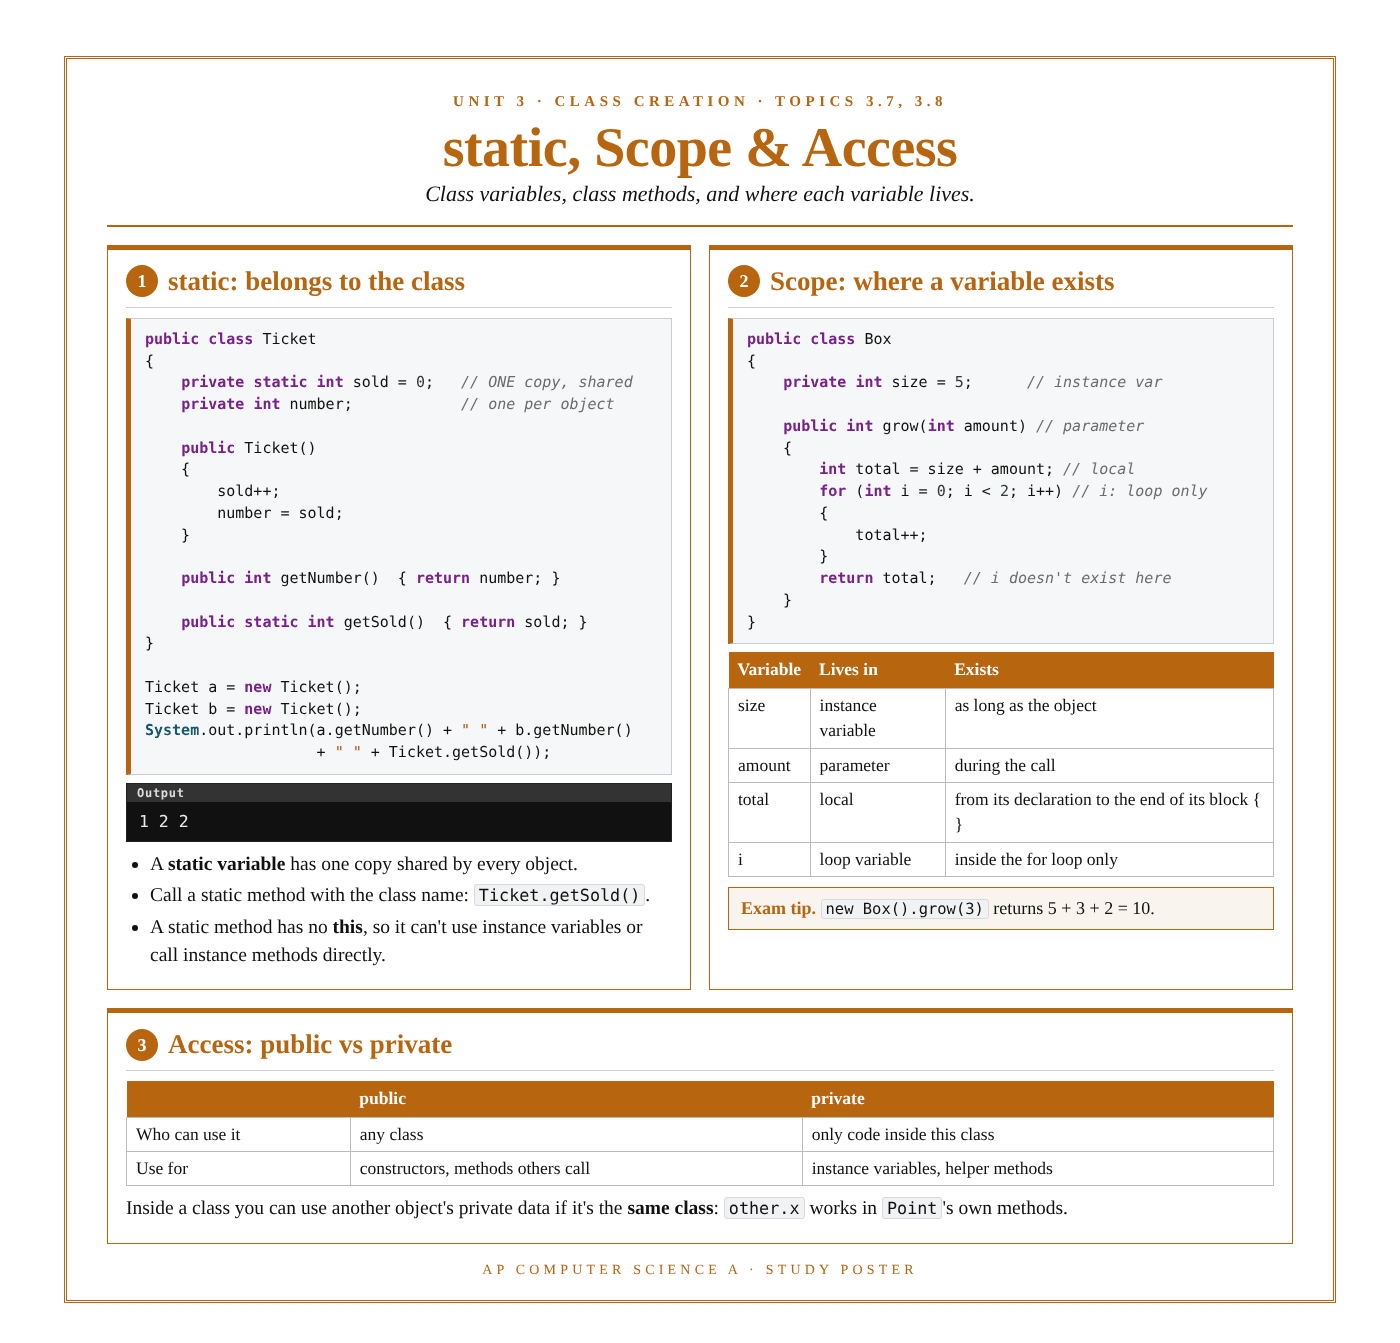 UNIT 3 · CLASS CREATION · TOPICS 3.7, 3.8
static, Scope & Access
Class variables, class methods, and where each variable lives.
1 static: belongs to the class
public class Ticket
{
    private static int sold = 0;   // ONE copy, shared
    private int number;            // one per object

    public Ticket()
    {
        sold++;
        number = sold;
    }

    public int getNumber()  { return number; }

    public static int getSold()  { return sold; }
}

Ticket a = new Ticket();
Ticket b = new Ticket();
System.out.println(a.getNumber() + " " + b.getNumber()
                   + " " + Ticket.getSold());
Output
1 2 2
• A static variable has one copy shared by every object.
• Call a static method with the class name: Ticket.getSold().
• A static method has no this, so it can't use instance variables or
call instance methods directly.
2 Scope: where a variable exists
public class Box
{
    private int size = 5;      // instance var

    public int grow(int amount) // parameter
    {
        int total = size + amount; // local
        for (int i = 0; i < 2; i++) // i: loop only
        {
            total++;
        }
        return total;   // i doesn't exist here
    }
}
Variable Lives in Exists
size instance as long as the object
variable
amount parameter during the call
total local from its declaration to the end of its block {
}
i loop variable inside the for loop only
Exam tip. new Box().grow(3) returns 5 + 3 + 2 = 10.
3 Access: public vs private
public private
Who can use it any class only code inside this class
Use for constructors, methods others call instance variables, helper methods
Inside a class you can use another object's private data if it's the same class: other.x works in Point's own methods.
AP COMPUTER SCIENCE A · STUDY POSTER